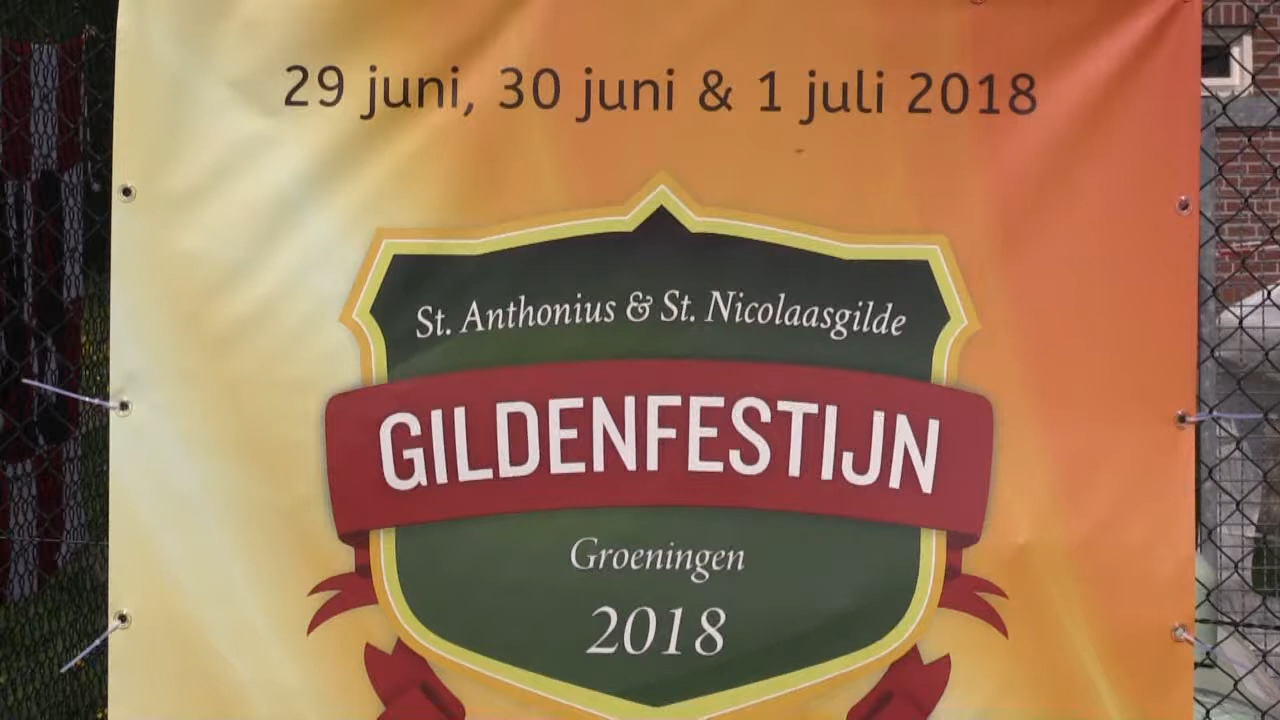 29 juni, 30 juni & 1 juli 2018
St. Anthonius & St. Nicolaasgilde
GILDENFESTIJN
Groeningen
2018